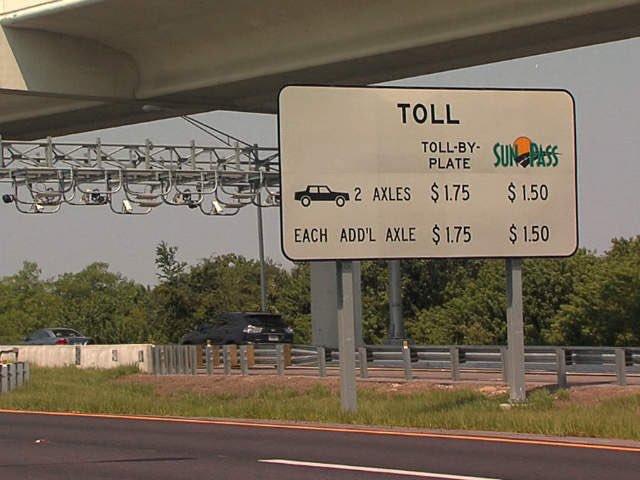 TOLL
TOLL-BY-
PLATE
SUNPASS
2 AXLES $1.75 $1.50
EACH ADD'L AXLE $1.75 $1.50